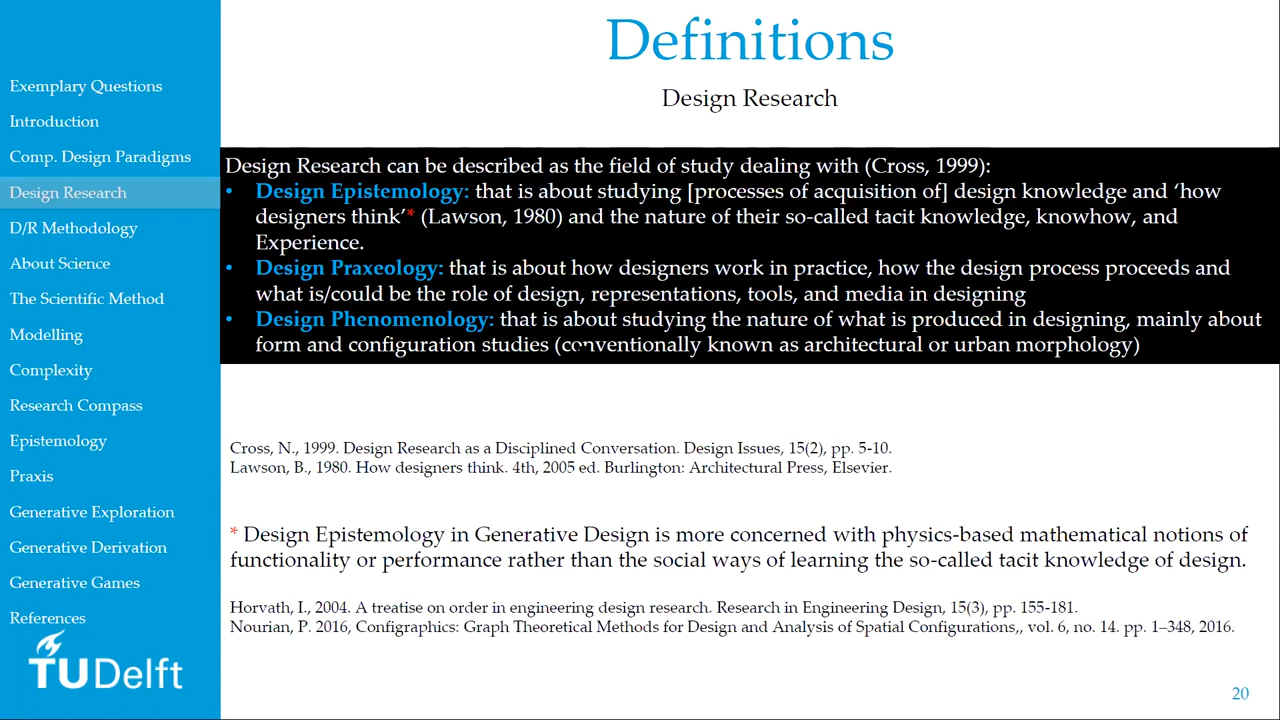 Definitions
Design Research
Exemplary Questions
Introduction
Comp. Design Paradigms
Design Research
D/R Methodology
About Science
The Scientific Method
Modelling
Complexity
Research Compass
Epistemology
Praxis
Generative Exploration
Generative Derivation
Generative Games
References
TUDelft
Design Research can be described as the field of study dealing with (Cross, 1999):
• Design Epistemology: that is about studying [processes of acquisition of] design knowledge and ‘how
designers think’* (Lawson, 1980) and the nature of their so-called tacit knowledge, knowhow, and
Experience.
• Design Praxeology: that is about how designers work in practice, how the design process proceeds and
what is/could be the role of design, representations, tools, and media in designing
• Design Phenomenology: that is about studying the nature of what is produced in designing, mainly about
form and configuration studies (conventionally known as architectural or urban morphology)
Cross, N., 1999. Design Research as a Disciplined Conversation. Design Issues, 15(2), pp. 5-10.
Lawson, B., 1980. How designers think. 4th, 2005 ed. Burlington: Architectural Press, Elsevier.
* Design Epistemology in Generative Design is more concerned with physics-based mathematical notions of
functionality or performance rather than the social ways of learning the so-called tacit knowledge of design.
Horvath, I., 2004. A treatise on order in engineering design research. Research in Engineering Design, 15(3), pp. 155-181.
Nourian, P. 2016, Configraphics: Graph Theoretical Methods for Design and Analysis of Spatial Configurations,, vol. 6, no. 14. pp. 1–348, 2016.
20